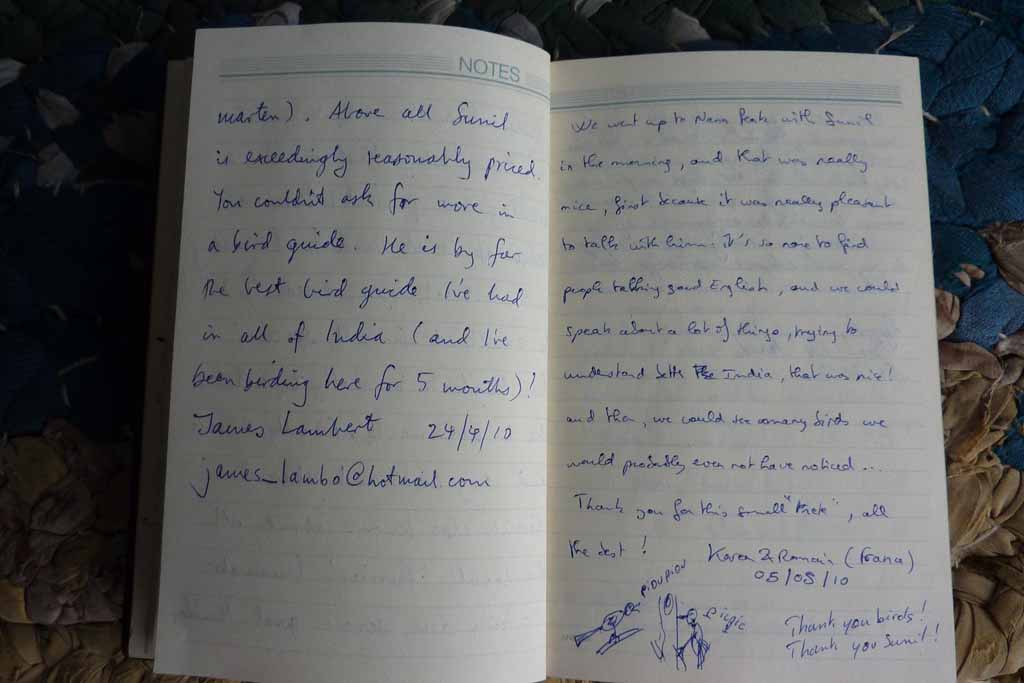 NOTES
marten). Above all Sunil
is exceedingly reasonably priced.
You couldn't ask for more in
a bird guide. He is by far
the best bird guide I've had
in all of India (and I've
been birding here for 5 months)!
James Lambert 24/4/10
james_lambo@hotmail.com
We went up to Naina Peak with Sunil
in the morning, and that was really
nice, first because it was really pleasant
to talk with him: it's so rare to find
people talking good English, and we could
speak about a lot of things, trying to
understand better India, that was nice!
and then, we could see many birds we
would probably even not have noticed...
Thank you for this small "trek", all
the best! Karen & Romain (France)
05/05/10
piou piou
Thank you birds!
Thank you Sunil!